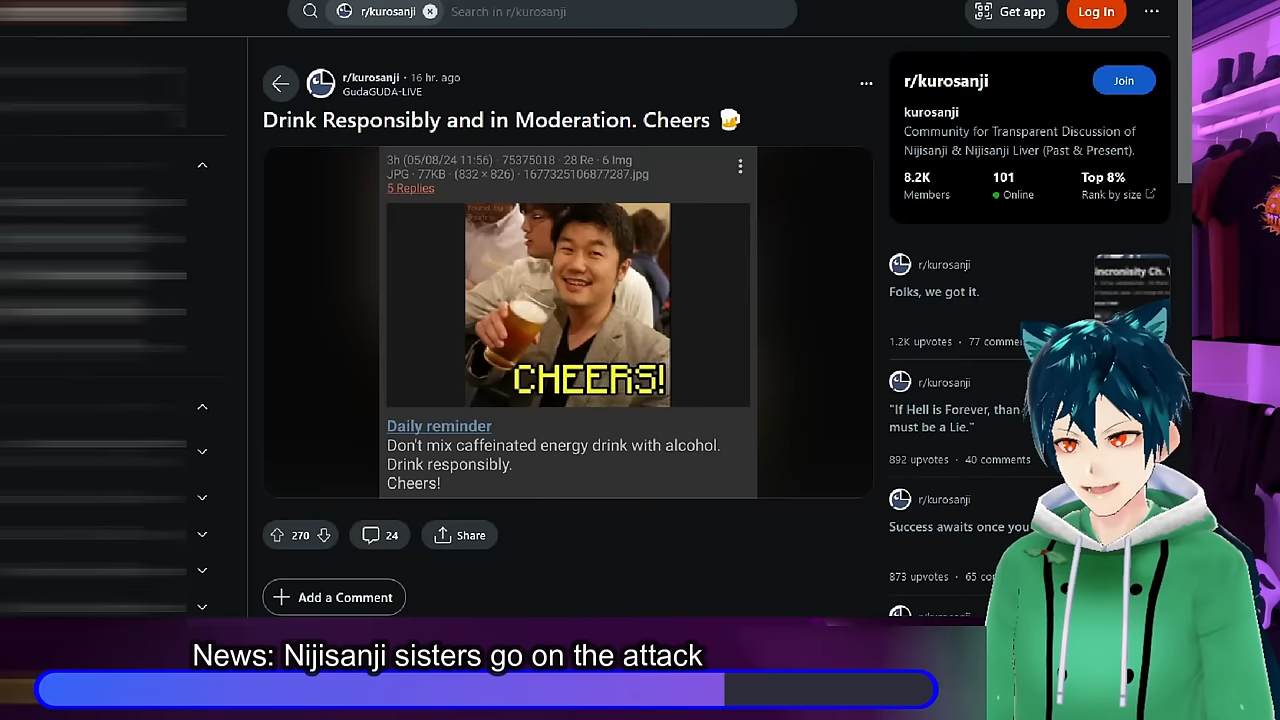 r/kurosanji
Search in r/kurosanji
Get app
Log In
r/kurosanji · 16 hr. ago
GudaGUDA-LIVE
Drink Responsibly and in Moderation. Cheers 🍺
3h (05/08/24 11:56) · 75375018 · 28 Re · 6 Img
JPG · 77KB · (832×826) · 1677325106877287.jpg
5 Replies
CHEERS!
Daily reminder
Don't mix caffeinated energy drink with alcohol.
Drink responsibly.
Cheers!
270
24
Share
Add a Comment
r/kurosanji
Join
kurosanji
Community for Transparent Discussion of
Nijisanji & Nijisanji Liver (Past & Present).
8.2K
101
Top 8%
Members
Online
Rank by size
r/kurosanji
Folks, we got it.
1.2K upvotes · 77 comme
r/kurosanji
"If Hell is Forever, than
must be a Lie."
892 upvotes · 40 comments
r/kurosanji
Success awaits once you
873 upvotes · 65 co
News: Nijisanji sisters go on the attack